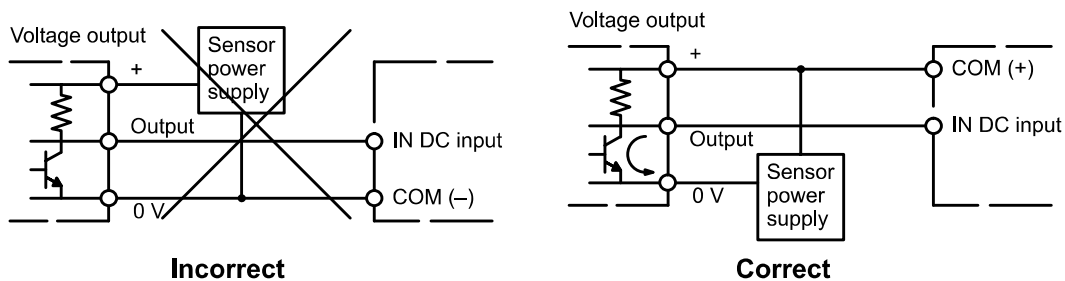 Voltage output
Sensor
power
supply
+
Output
IN DC input
0 V
COM (–)
Incorrect
Voltage output
+
COM (+)
IN DC input
Output
0 V
Sensor
power
supply
Correct